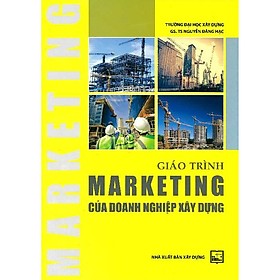 MARKETING
TRƯỜNG ĐẠI HỌC XÂY DỰNG
GS. TS NGUYỄN ĐĂNG HẠC
GIÁO TRÌNH
MARKETING
CỦA DOANH NGHIỆP XÂY DỰNG
NHÀ XUẤT BẢN XÂY DỰNG